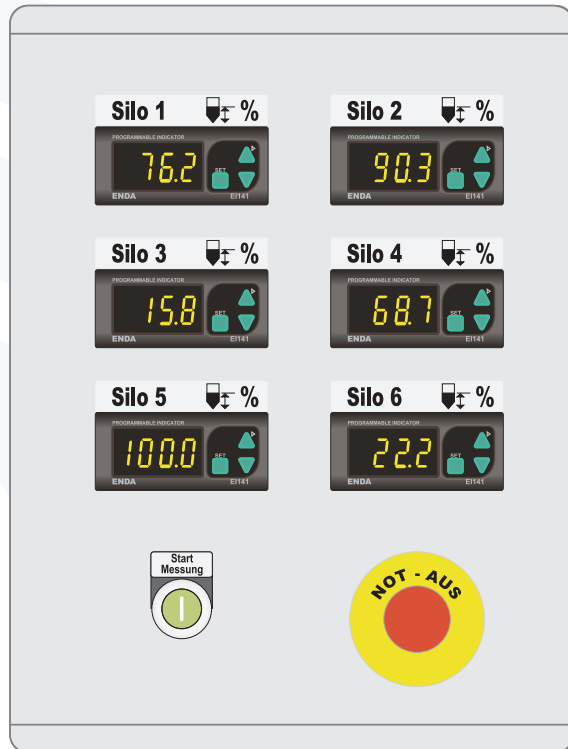 Silo 1 %
PROGRAMMABLE INDICATOR
76.2
SET
ENDA EI141
Silo 2 %
PROGRAMMABLE INDICATOR
90.3
SET
ENDA EI141
Silo 3 %
PROGRAMMABLE INDICATOR
15.8
SET
ENDA EI141
Silo 4 %
PROGRAMMABLE INDICATOR
68.7
SET
ENDA EI141
Silo 5 %
PROGRAMMABLE INDICATOR
100.0
SET
ENDA EI141
Silo 6 %
PROGRAMMABLE INDICATOR
22.2
SET
ENDA EI141
Start
Messung
NOT - AUS